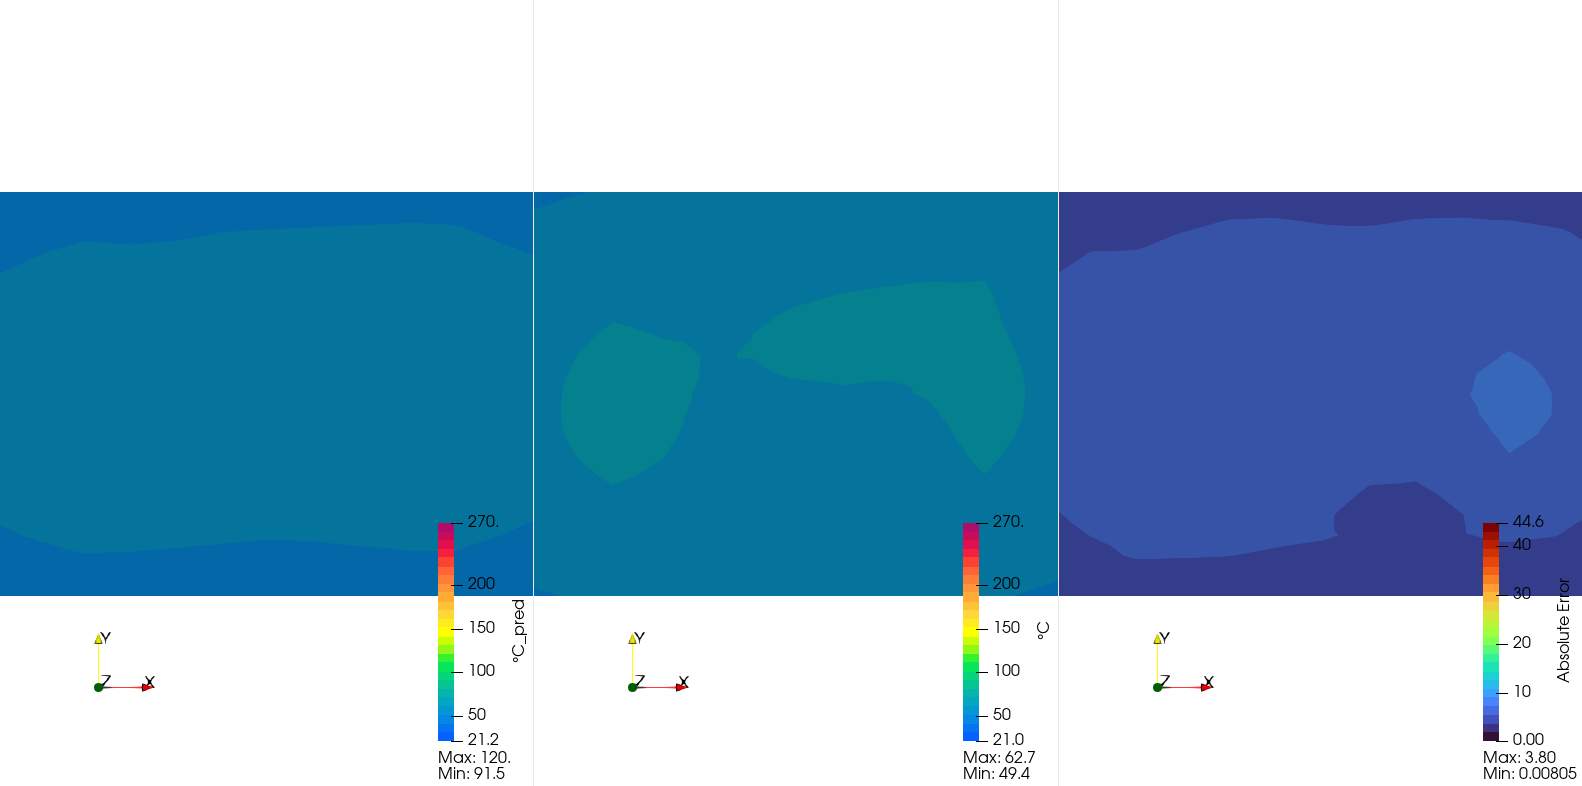 270.
200
150
100
50
21.2
°C_pred
Max: 120.
Min: 91.5
Y
Z
X
270.
200
150
100
50
21.0
°C
Max: 62.7
Min: 49.4
Y
Z
X
44.6
40
30
20
10
0.00
Absolute Error
Max: 3.80
Min: 0.00805
Y
Z
X